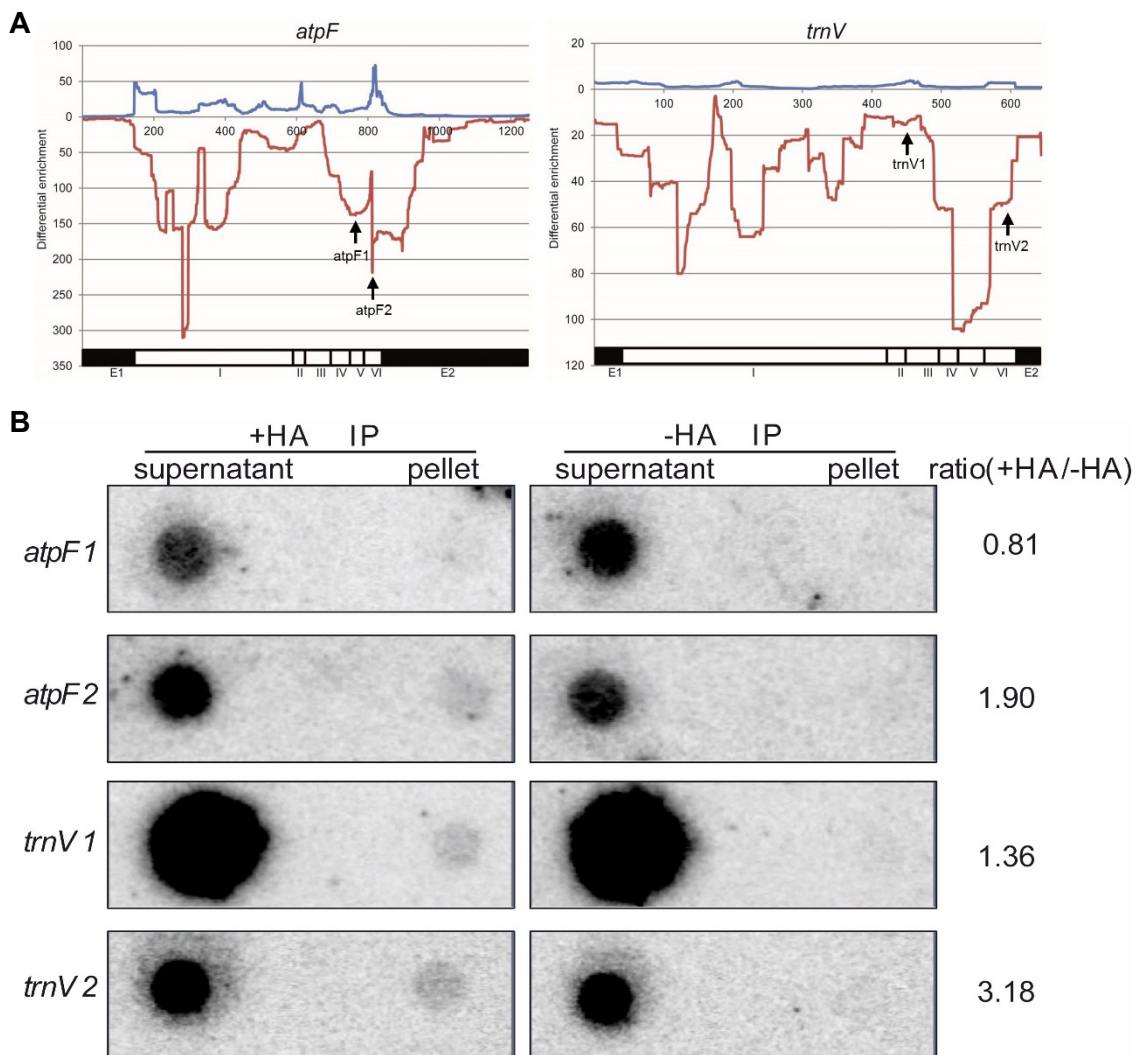 A
atpF
trnV
Differential enrichment
100
50
0
50
100
150
200
250
300
350
200
400
600
800
1000
1200
atpF1
atpF2
E1
I
II
III
IV
V
VI
E2
Differential enrichment
20
0
20
40
60
80
100
120
100
200
300
400
500
600
trnV1
trnV2
E1
I
II
III
IV
V
VI
E2
B
+HA IP
-HA IP
supernatant pellet
supernatant pellet
ratio(+HA/-HA)
atpF1
0.81
atpF2
1.90
trnV1
1.36
trnV2
3.18